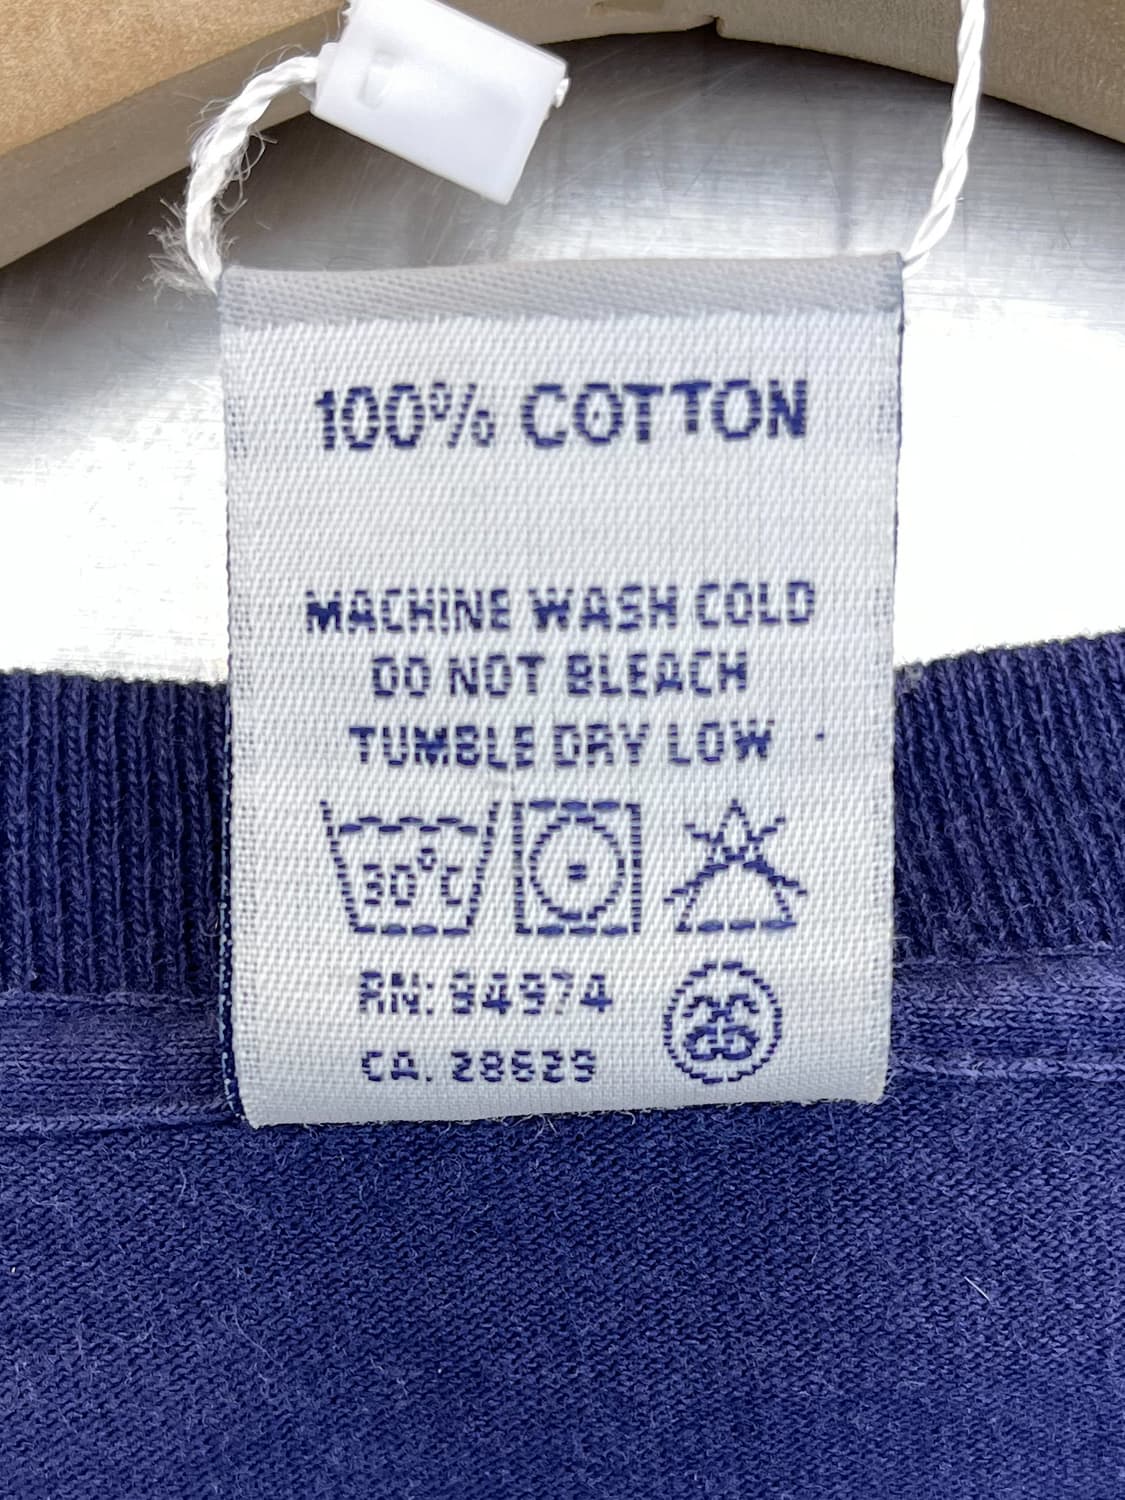 100% COTTON
MACHINE WASH COLD
DO NOT BLEACH
TUMBLE DRY LOW
30°C
RN: 94974
CA. 28629